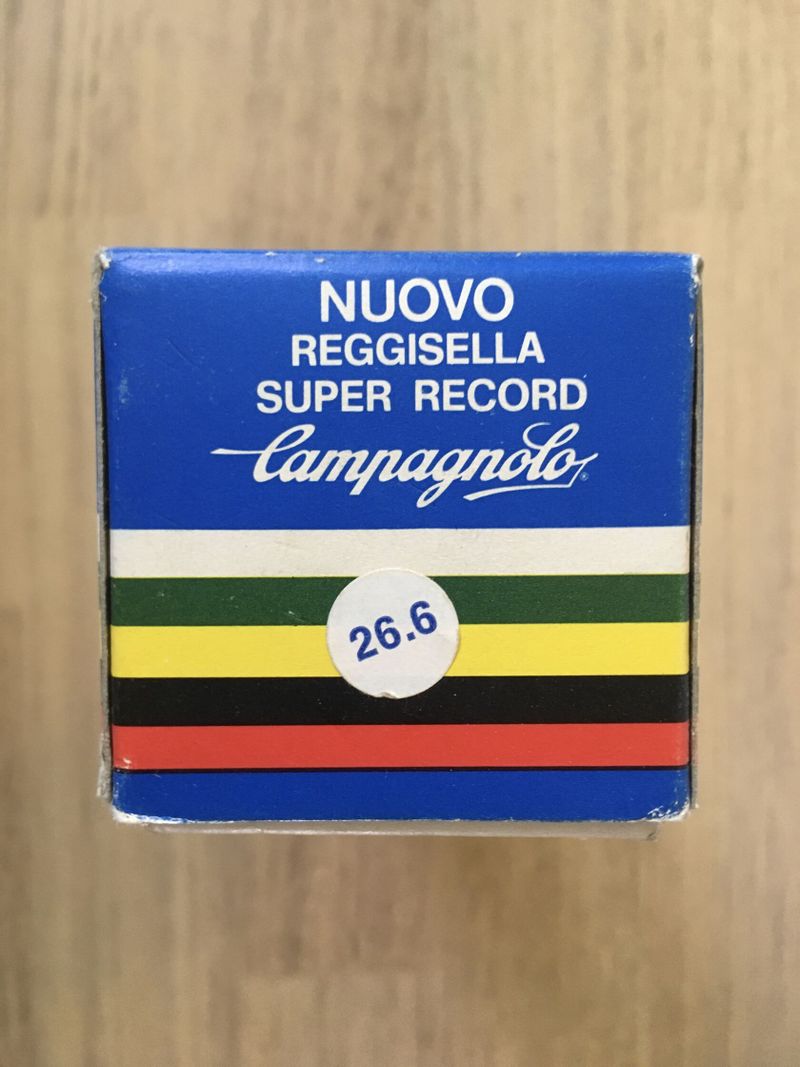 NUOVO
REGGISELLA
SUPER RECORD
Campagnolo®
26.6